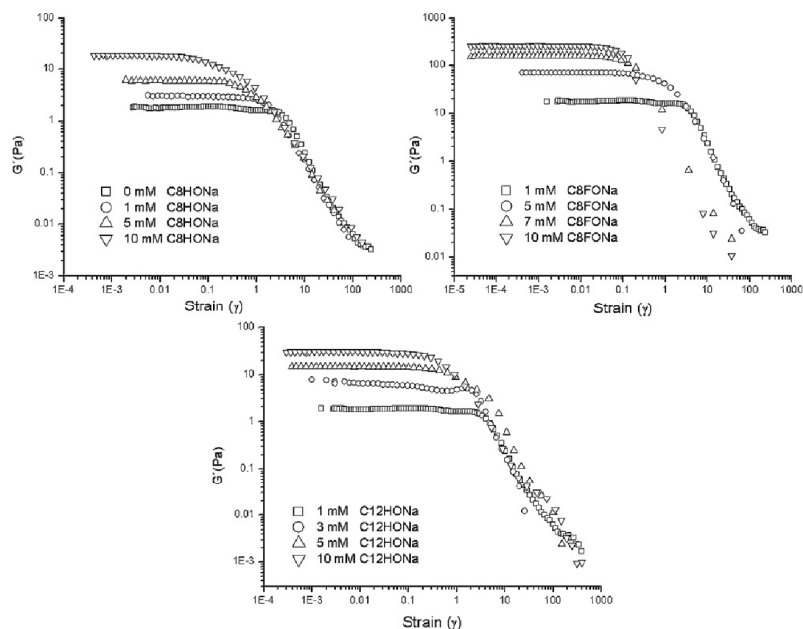 100
10
1
0.1
0.01
1E-3
G´(Pa)
0 mM C8HONa
1 mM C8HONa
5 mM C8HONa
10 mM C8HONa
1E-4 1E-3 0.01 0.1 1 10 100 1000
Strain (γ)
1000
100
10
1
0.1
0.01
G´(Pa)
1 mM C8FONa
5 mM C8FONa
7 mM C8FONa
10 mM C8FONa
1E-5 1E-4 1E-3 0.01 0.1 1 10 100 1000
Strain (γ)
100
10
1
0.1
0.01
1E-3
G´(Pa)
1 mM C12HONa
3 mM C12HONa
5 mM C12HONa
10 mM C12HONa
1E-4 1E-3 0.01 0.1 1 10 100 1000
Strain (γ)